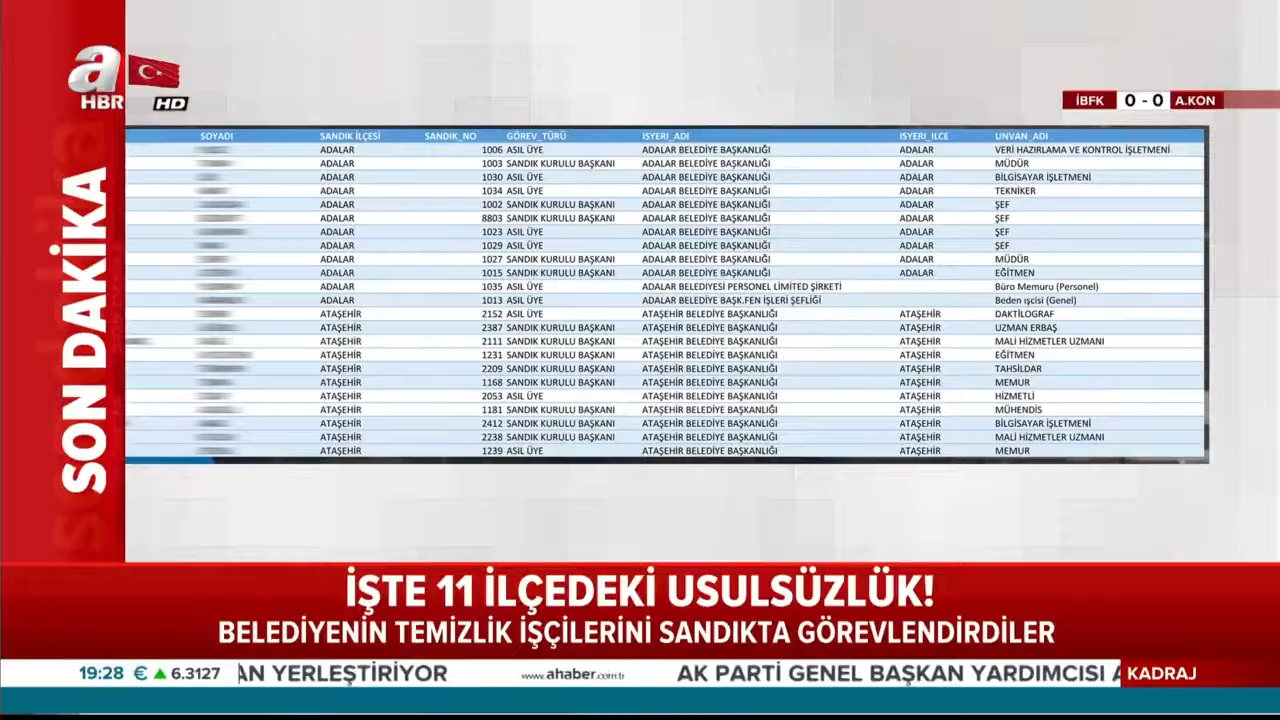 a
HBR
HD
İBFK 0 - 0 A.KON
SON DAKİKA
SOYADI SANDIK İLÇESİ SANDIK_NO GÖREV_TÜRÜ ISYERI_ADI ISYERI_ILCE UNVAN_ADI
ADALAR 1006 ASIL ÜYE ADALAR BELEDİYE BAŞKANLIĞI ADALAR VERİ HAZIRLAMA VE KONTROL İŞLETMENİ
ADALAR 1003 SANDIK KURULU BAŞKANI ADALAR BELEDİYE BAŞKANLIĞI ADALAR MÜDÜR
ADALAR 1030 ASIL ÜYE ADALAR BELEDİYE BAŞKANLIĞI ADALAR BİLGİSAYAR İŞLETMENİ
ADALAR 1034 ASIL ÜYE ADALAR BELEDİYE BAŞKANLIĞI ADALAR TEKNİKER
ADALAR 1002 SANDIK KURULU BAŞKANI ADALAR BELEDİYE BAŞKANLIĞI ADALAR ŞEF
ADALAR 8803 SANDIK KURULU BAŞKANI ADALAR BELEDİYE BAŞKANLIĞI ADALAR ŞEF
ADALAR 1023 ASIL ÜYE ADALAR BELEDİYE BAŞKANLIĞI ADALAR ŞEF
ADALAR 1029 ASIL ÜYE ADALAR BELEDİYE BAŞKANLIĞI ADALAR ŞEF
ADALAR 1027 SANDIK KURULU BAŞKANI ADALAR BELEDİYE BAŞKANLIĞI ADALAR MÜDÜR
ADALAR 1015 SANDIK KURULU BAŞKANI ADALAR BELEDİYE BAŞKANLIĞI ADALAR EĞİTMEN
ADALAR 1035 ASIL ÜYE ADALAR BELEDİYESİ PERSONEL LİMİTED ŞİRKETİ Büro Memuru (Personel)
ADALAR 1013 ASIL ÜYE ADALAR BELEDİYE BAŞK.FEN İŞLERİ ŞEFLİĞİ Beden ışcisi (Genel)
ATAŞEHİR 2152 ASIL ÜYE ATAŞEHİR BELEDİYE BAŞKANLIĞI ATAŞEHİR DAKTİLOGRAF
ATAŞEHİR 2387 SANDIK KURULU BAŞKANI ATAŞEHİR BELEDİYE BAŞKANLIĞI ATAŞEHİR UZMAN ERBAŞ
ATAŞEHİR 2111 SANDIK KURULU BAŞKANI ATAŞEHİR BELEDİYE BAŞKANLIĞI ATAŞEHİR MALİ HİZMETLER UZMANI
ATAŞEHİR 1231 SANDIK KURULU BAŞKANI ATAŞEHİR BELEDİYE BAŞKANLIĞI ATAŞEHİR EĞİTMEN
ATAŞEHİR 2209 SANDIK KURULU BAŞKANI ATAŞEHİR BELEDİYE BAŞKANLIĞI ATAŞEHİR TAHSİLDAR
ATAŞEHİR 1168 SANDIK KURULU BAŞKANI ATAŞEHİR BELEDİYE BAŞKANLIĞI ATAŞEHİR MEMUR
ATAŞEHİR 2053 ASIL ÜYE ATAŞEHİR BELEDİYE BAŞKANLIĞI ATAŞEHİR HİZMETLİ
ATAŞEHİR 1181 SANDIK KURULU BAŞKANI ATAŞEHİR BELEDİYE BAŞKANLIĞI ATAŞEHİR MÜHENDİS
ATAŞEHİR 2412 SANDIK KURULU BAŞKANI ATAŞEHİR BELEDİYE BAŞKANLIĞI ATAŞEHİR BİLGİSAYAR İŞLETMENİ
ATAŞEHİR 2238 SANDIK KURULU BAŞKANI ATAŞEHİR BELEDİYE BAŞKANLIĞI ATAŞEHİR MALİ HİZMETLER UZMANI
ATAŞEHİR 1239 ASIL ÜYE ATAŞEHİR BELEDİYE BAŞKANLIĞI ATAŞEHİR MEMUR
İŞTE 11 İLÇEDEKİ USULSÜZLÜK!
BELEDİYENİN TEMİZLİK İŞÇİLERİNİ SANDIKTA GÖREVLENDİRDİLER
19:28 € ▲ 6.3127 AN YERLEŞTİRİYOR www.ahaber.com.tr AK PARTİ GENEL BAŞKAN YARDIMCISI A KADRAJ